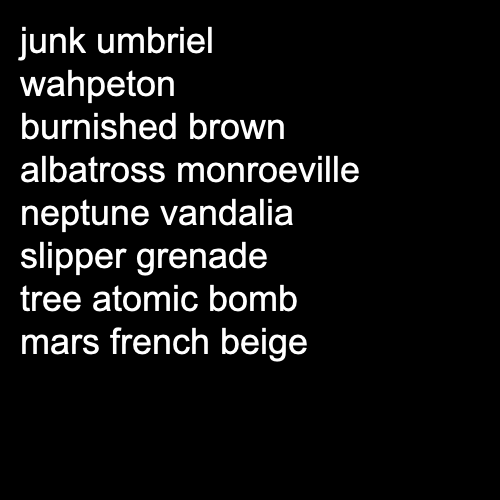 junk umbriel
wahpeton
burnished brown
albatross monroeville
neptune vandalia
slipper grenade
tree atomic bomb
mars french beige